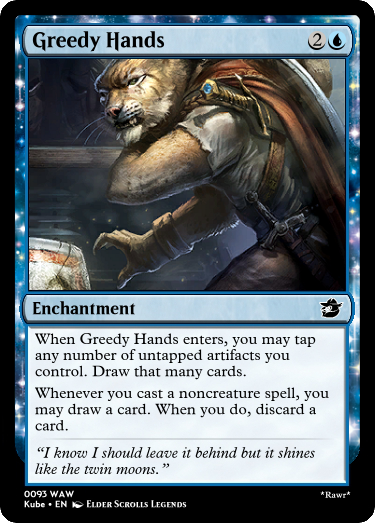 Greedy Hands 2
Enchantment
When Greedy Hands enters, you may tap
any number of untapped artifacts you
control. Draw that many cards.
Whenever you cast a noncreature spell, you
may draw a card. When you do, discard a
card.
“I know I should leave it behind but it shines
like the twin moons.”
0093 WAW
*Rawr*
Kube • EN Elder Scrolls Legends